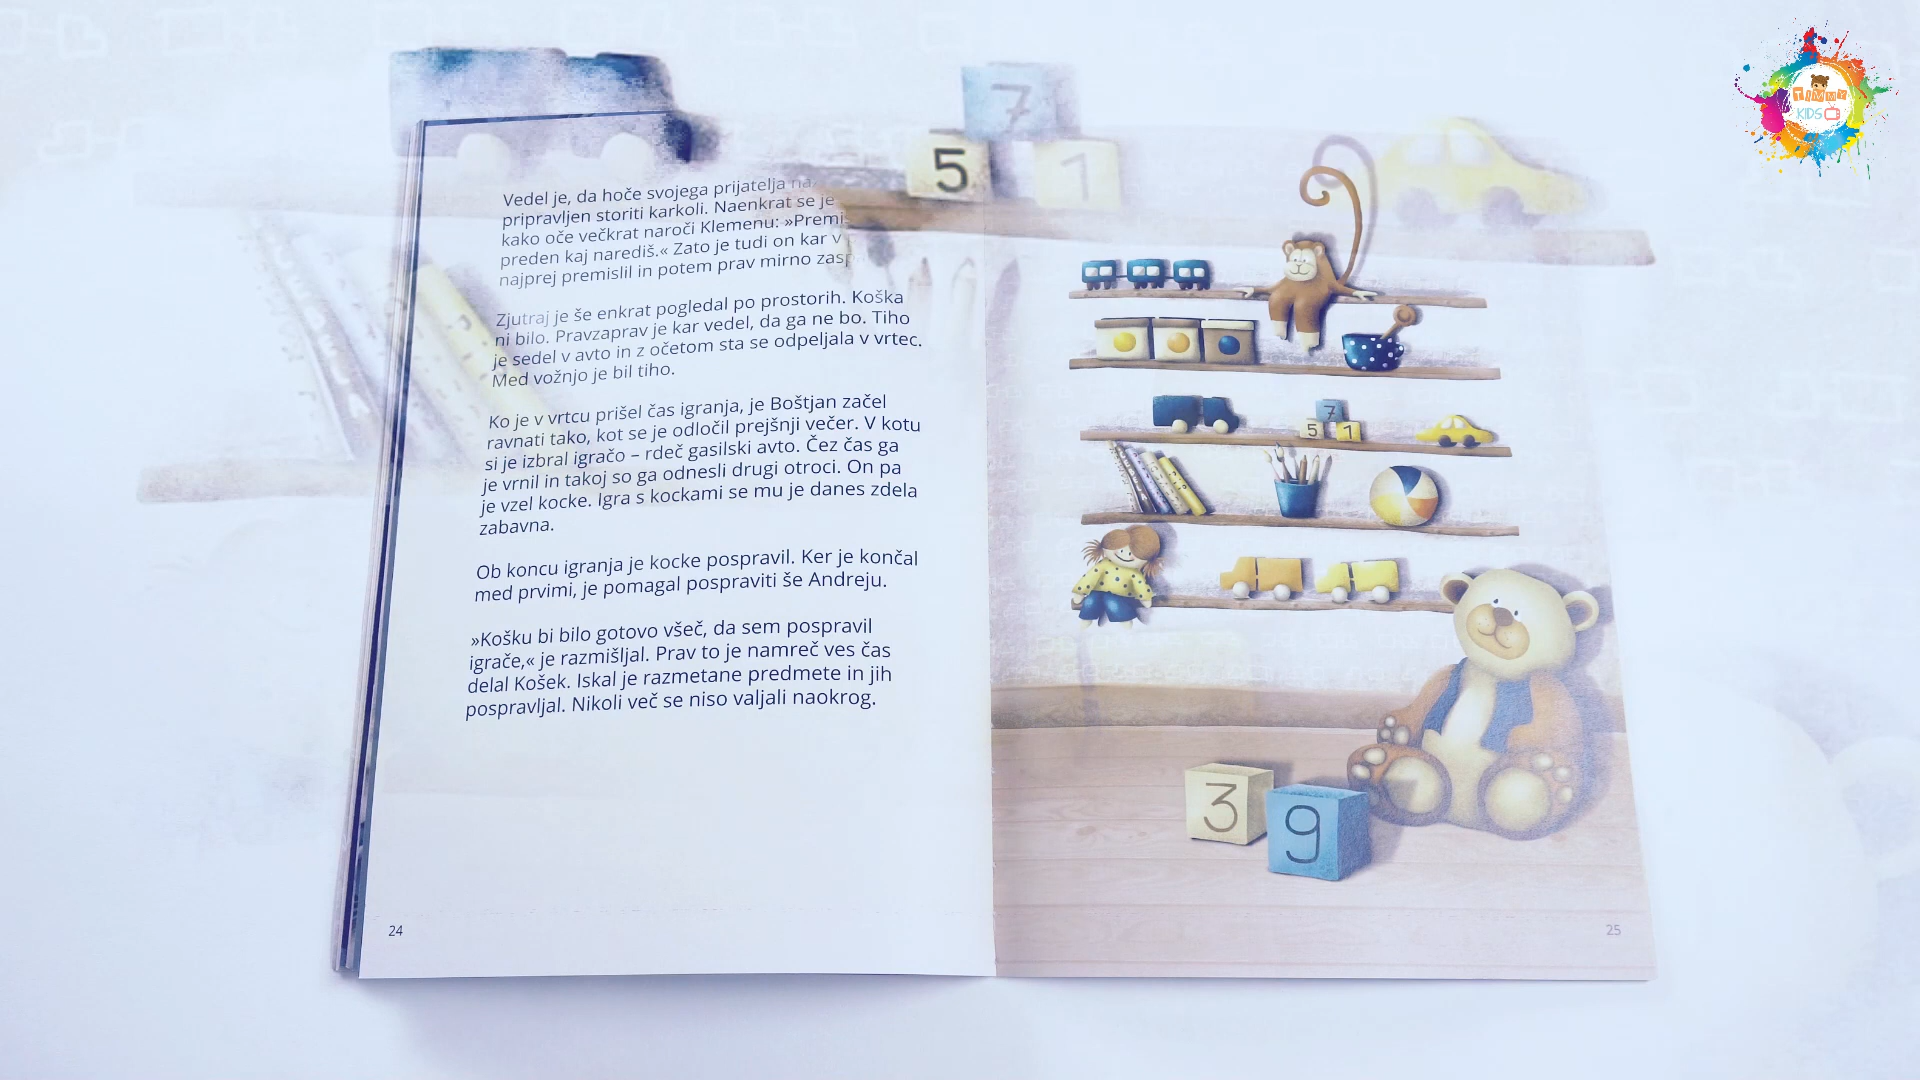 Vedel je, da hoče svojega prijatelja
pripravljen storiti karkoli. Naenkrat se je
kako oče večkrat naroči Klemenu: »Premi
preden kaj narediš.« Zato je tudi on kar v
najprej premislil in potem prav mirno zasp
Zjutraj je še enkrat pogledal po prostorih. Koška
ni bilo. Pravzaprav je kar vedel, da ga ne bo. Tiho
je sedel v avto in z očetom sta se odpeljala v vrtec.
Med vožnjo je bil tiho.
Ko je v vrtcu prišel čas igranja, je Boštjan začel
ravnati tako, kot se je odločil prejšnji večer. V kotu
si je izbral igračo – rdeč gasilski avto. Čez čas ga
je vrnil in takoj so ga odnesli drugi otroci. On pa
je vzel kocke. Igra s kockami se mu je danes zdela
zabavna.
Ob koncu igranja je kocke pospravil. Ker je končal
med prvimi, je pomagal pospraviti še Andreju.
»Košku bi bilo gotovo všeč, da sem pospravil
igrače,« je razmišljal. Prav to je namreč ves čas
delal Košek. Iskal je razmetane predmete in jih
pospravljal. Nikoli več se niso valjali naokrog.
24
7
5 1
7
5 1
3
9
25
TIMMY
KIDS